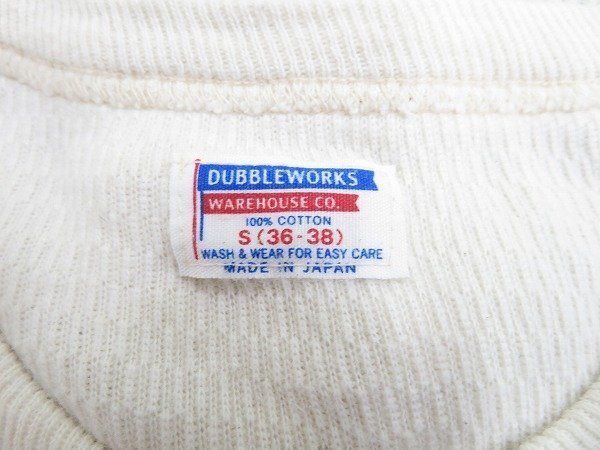 DUBBLEWORKS
WAREHOUSE CO.
100% COTTON
S (36-38)
WASH & WEAR FOR EASY CARE
MADE IN JAPAN